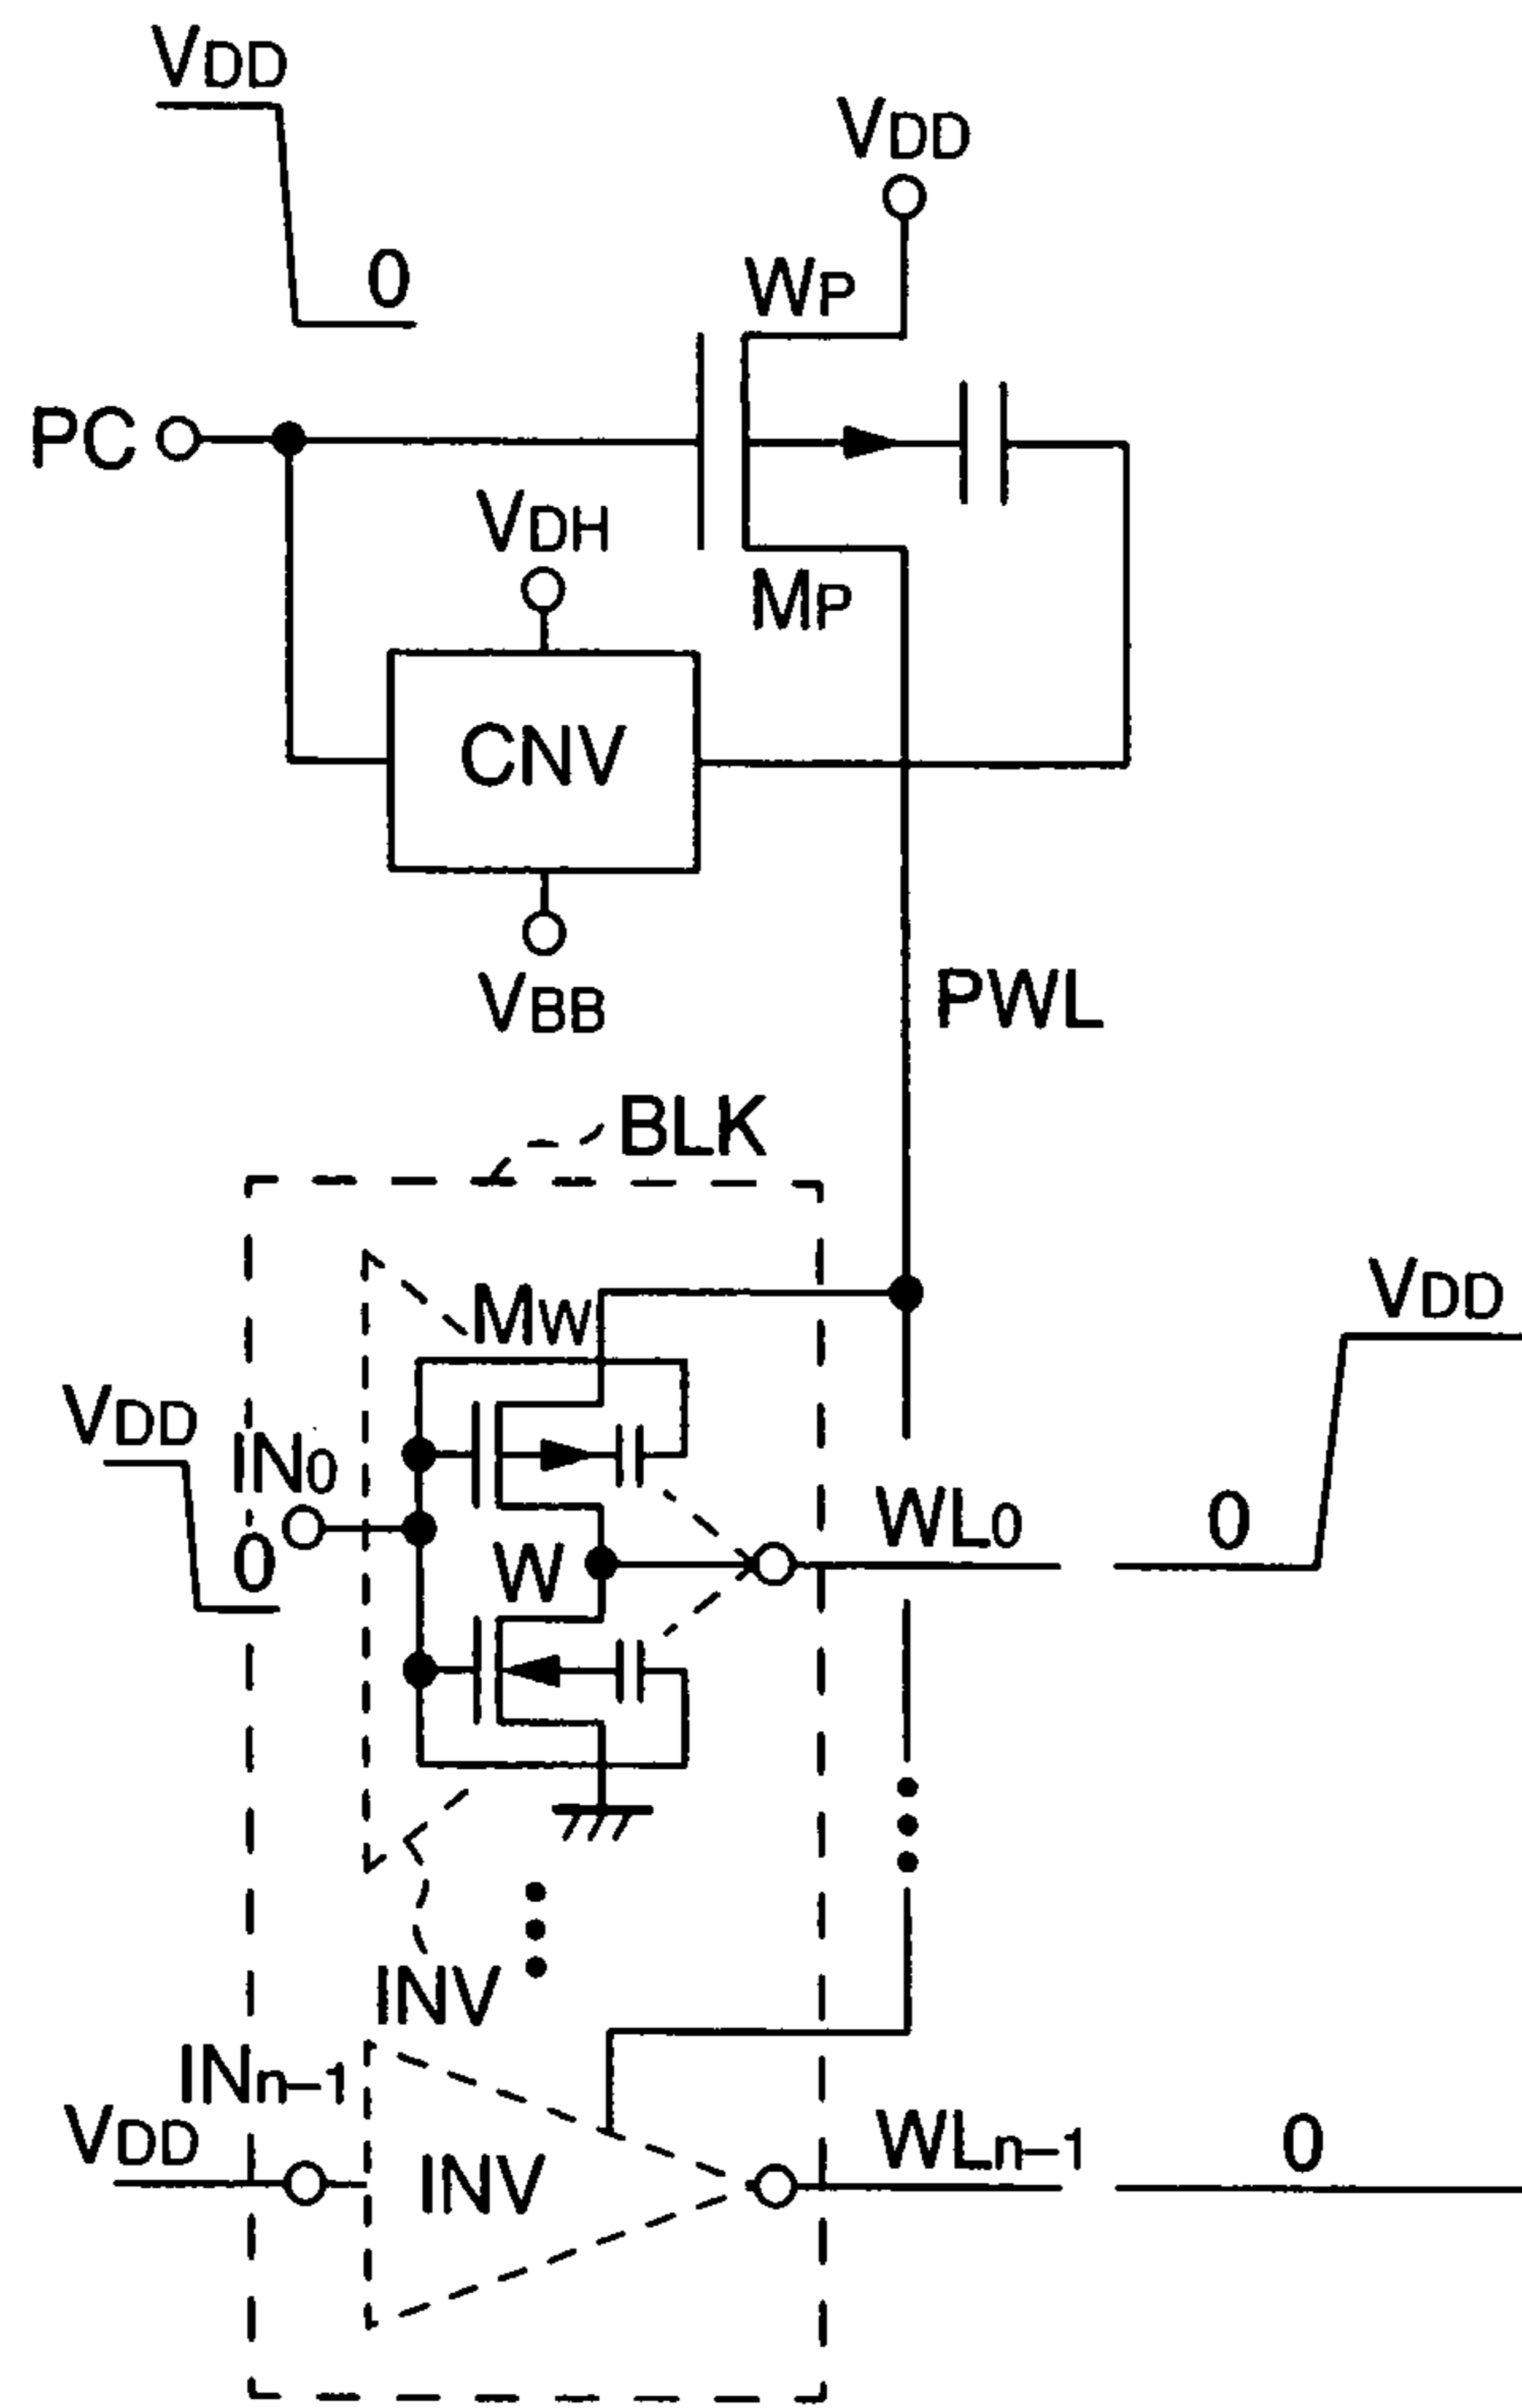 VDD
VDD
0
WP
PC
VDH
MP
CNV
VBB
PWL
BLK
VDD
MW
VDD
IN0
WL0
0
0
W
INV
INn-1
VDD
WLn-1
0
INV